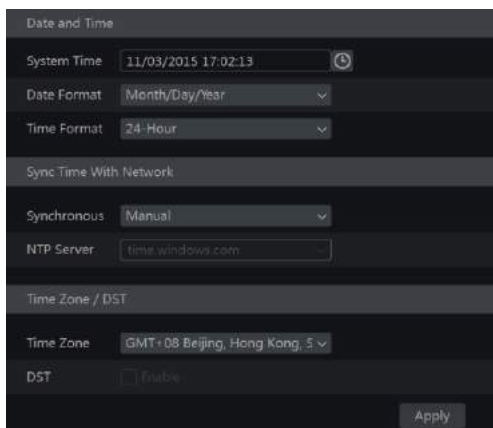 Date and Time
System Time 11/03/2015 17:02:13
Date Format Month/Day/Year
Time Format 24-Hour
Sync Time With Network
Synchronous Manual
NTP Server time.windows.com
Time Zone / DST
Time Zone GMT+08 Beijing, Hong Kong, S
DST Enable
Apply